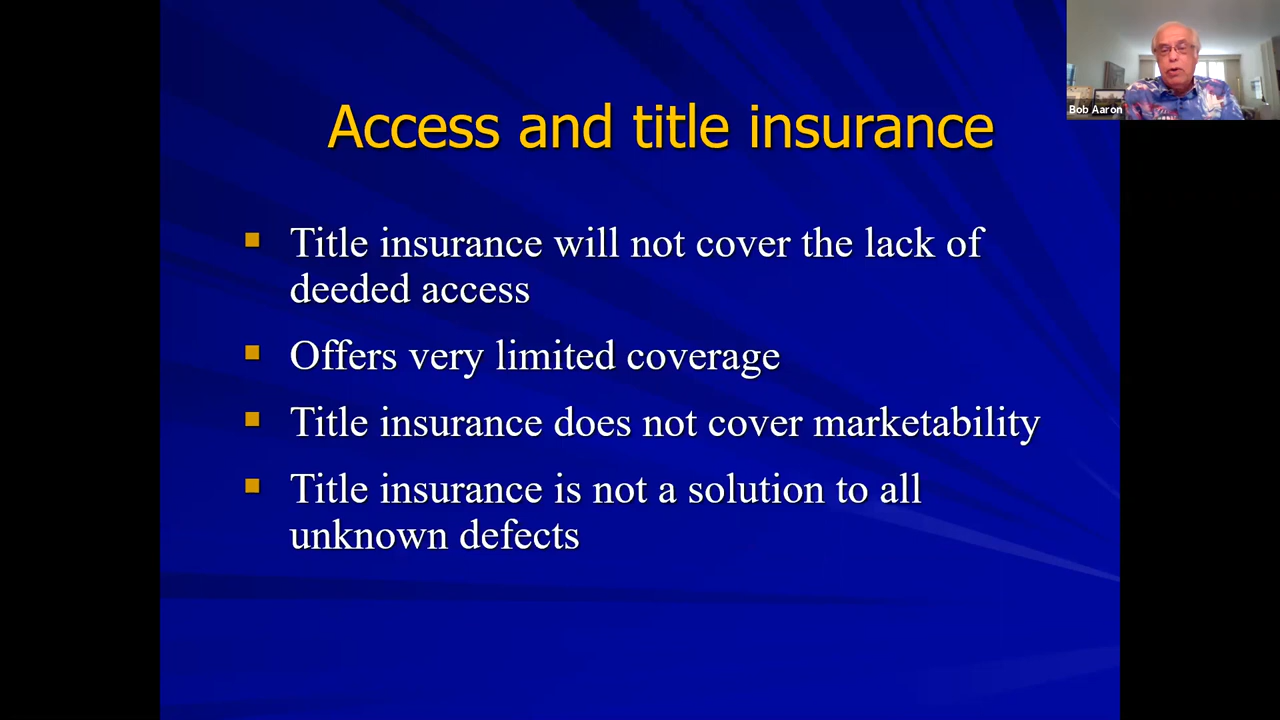 Access and title insurance
Title insurance will not cover the lack of
deeded access
Offers very limited coverage
Title insurance does not cover marketability
Title insurance is not a solution to all
unknown defects
Bob Aaron